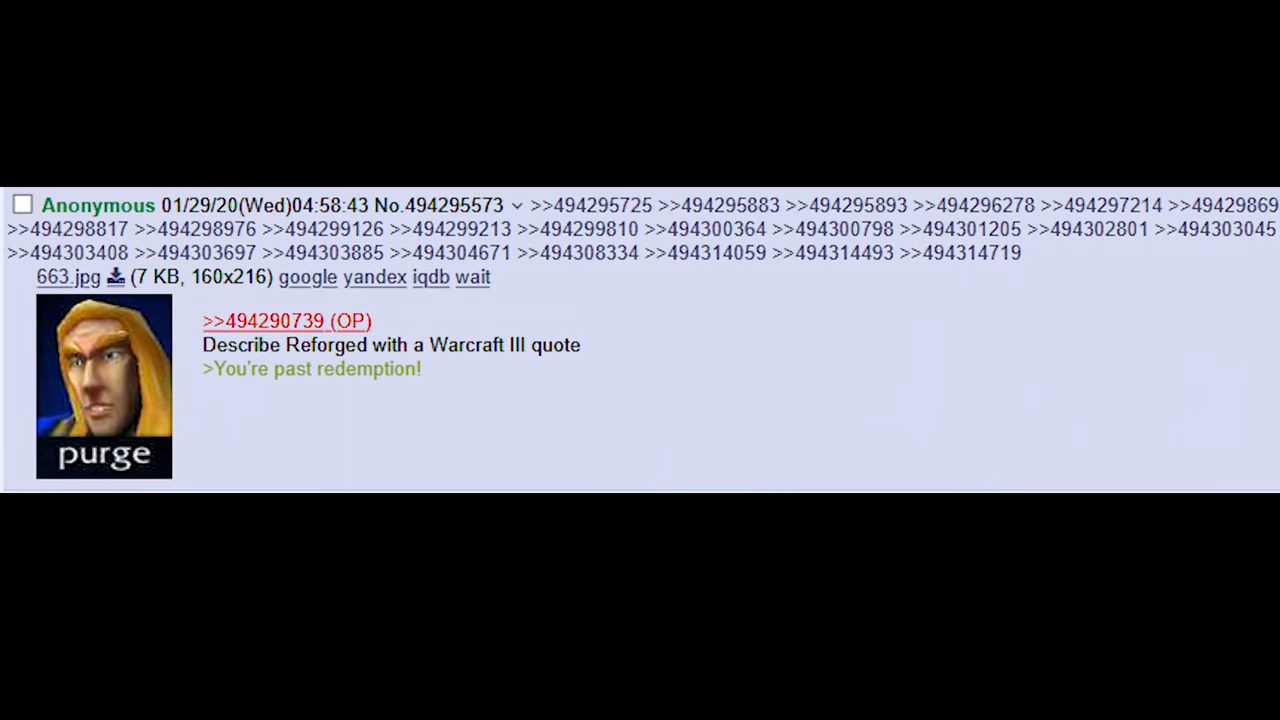 Anonymous 01/29/20(Wed)04:58:43 No.494295573 >>494295725 >>494295883 >>494295893 >>494296278 >>494297214 >>49429869
>>494298817 >>494298976 >>494299126 >>494299213 >>494299810 >>494300364 >>494300798 >>494301205 >>494302801 >>494303045
>>494303408 >>494303697 >>494303885 >>494304671 >>494308334 >>494314059 >>494314493 >>494314719
663.jpg (7 KB, 160x216) google yandex iqdb wait
>>494290739 (OP)
Describe Reforged with a Warcraft III quote
>You're past redemption!
purge